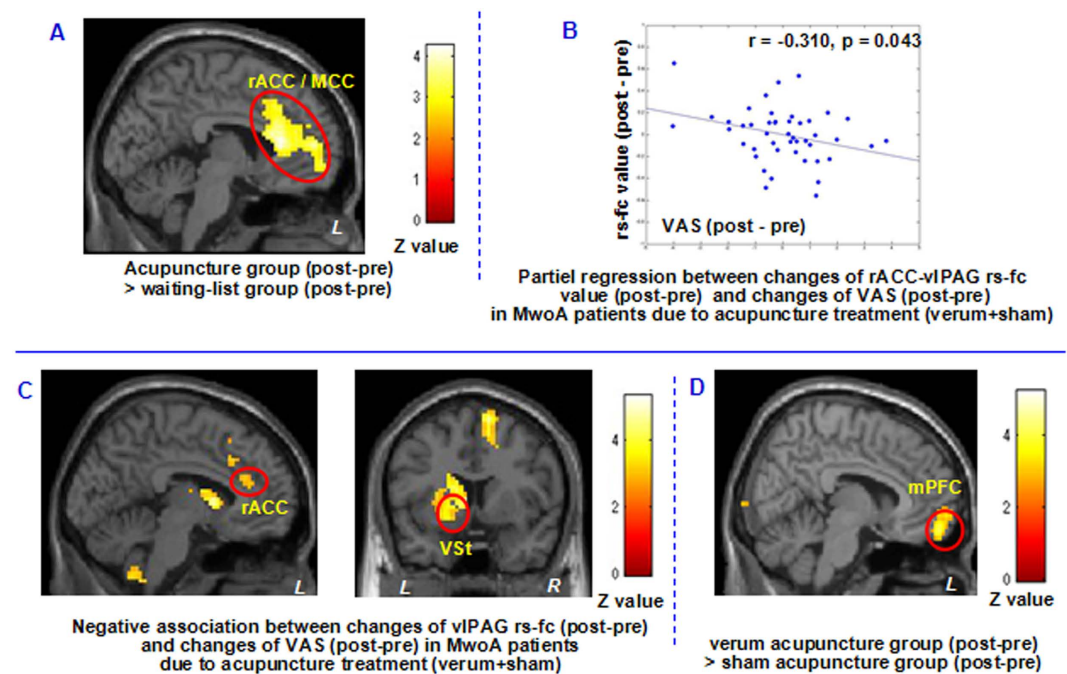 A
rACC / MCC
L
4
3
2
1
0
Z value
Acupuncture group (post-pre)
> waiting-list group (post-pre)
B
r = -0.310, p = 0.043
rs-fc value (post - pre)
VAS (post - pre)
Partiel regression between changes of rACC-vlPAG rs-fc
value (post-pre) and changes of VAS (post-pre)
in MwoA patients due to acupuncture treatment (verum+sham)
C
rACC
L
VSt
L
R
4
2
0
Z value
Negative association between changes of vlPAG rs-fc (post-pre)
and changes of VAS (post-pre) in MwoA patients
due to acupuncture treatment (verum+sham)
D
mPFC
L
4
2
0
Z value
verum acupuncture group (post-pre)
> sham acupuncture group (post-pre)